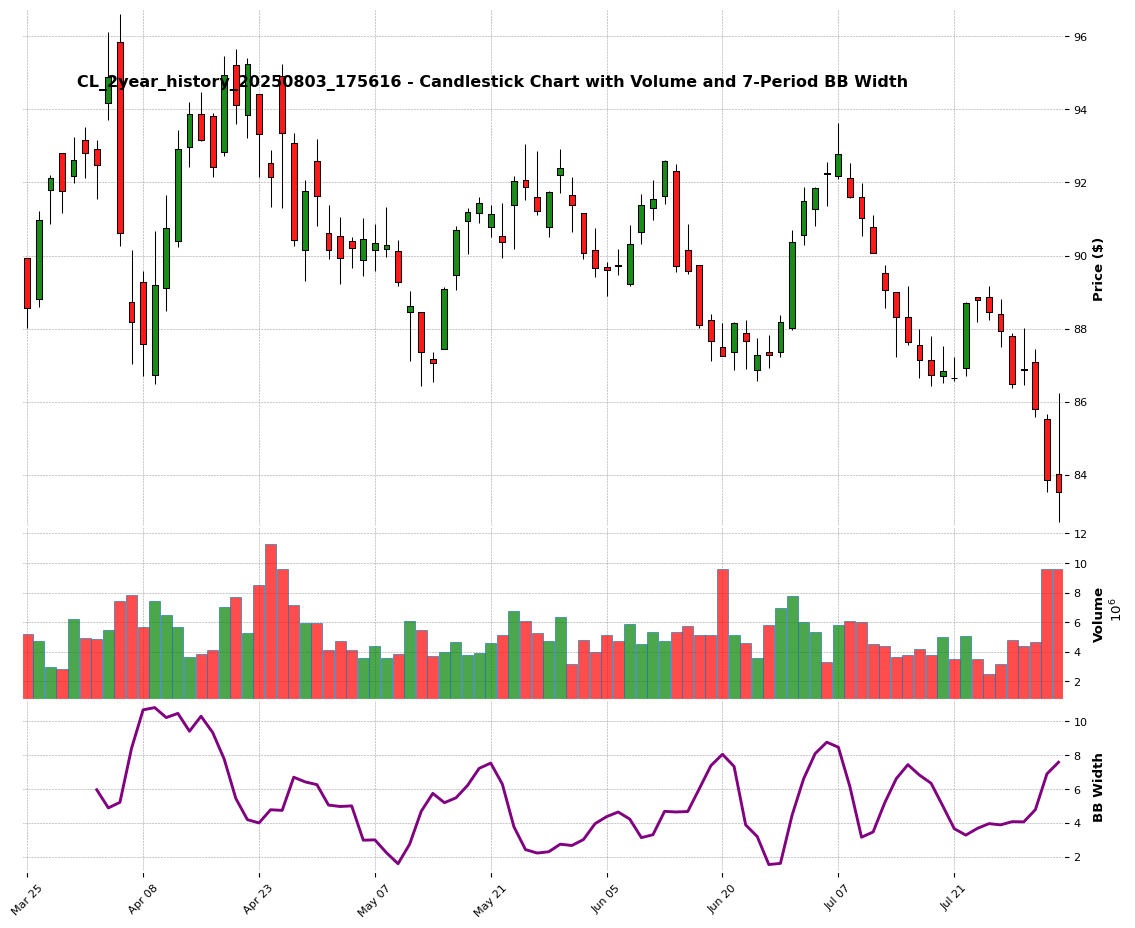 CL_2year_history_20250803_175616 - Candlestick Chart with Volume and 7-Period BB Width
96
94
92
90
88
86
84
Price ($)
12
10
8
6
4
2
Volume
10^6
10
8
6
4
2
BB Width
Mar 25
Apr 08
Apr 23
May 07
May 21
Jun 05
Jun 20
Jul 07
Jul 21